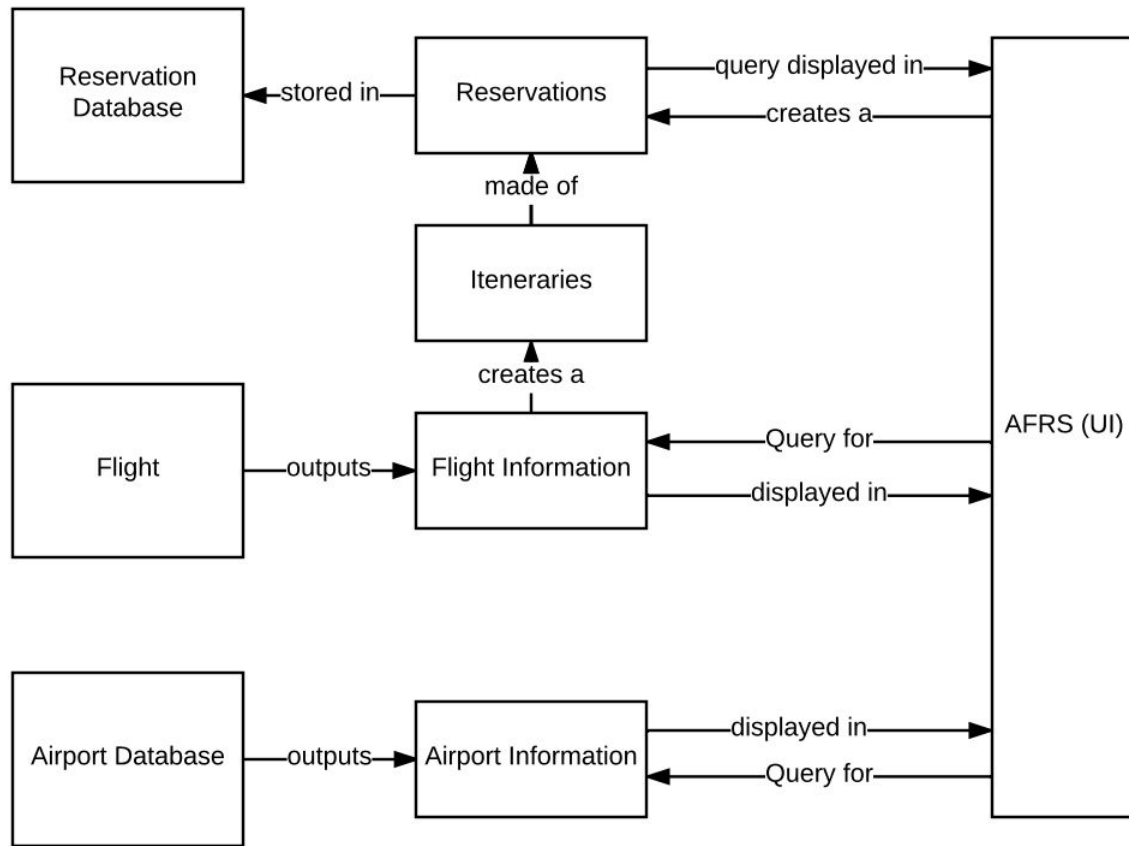 Reservation
Database
stored in
Reservations
query displayed in
creates a
made of
Iteneraries
creates a
Flight
outputs
Flight Information
Query for
displayed in
AFRS (UI)
Airport Database
outputs
Airport Information
displayed in
Query for